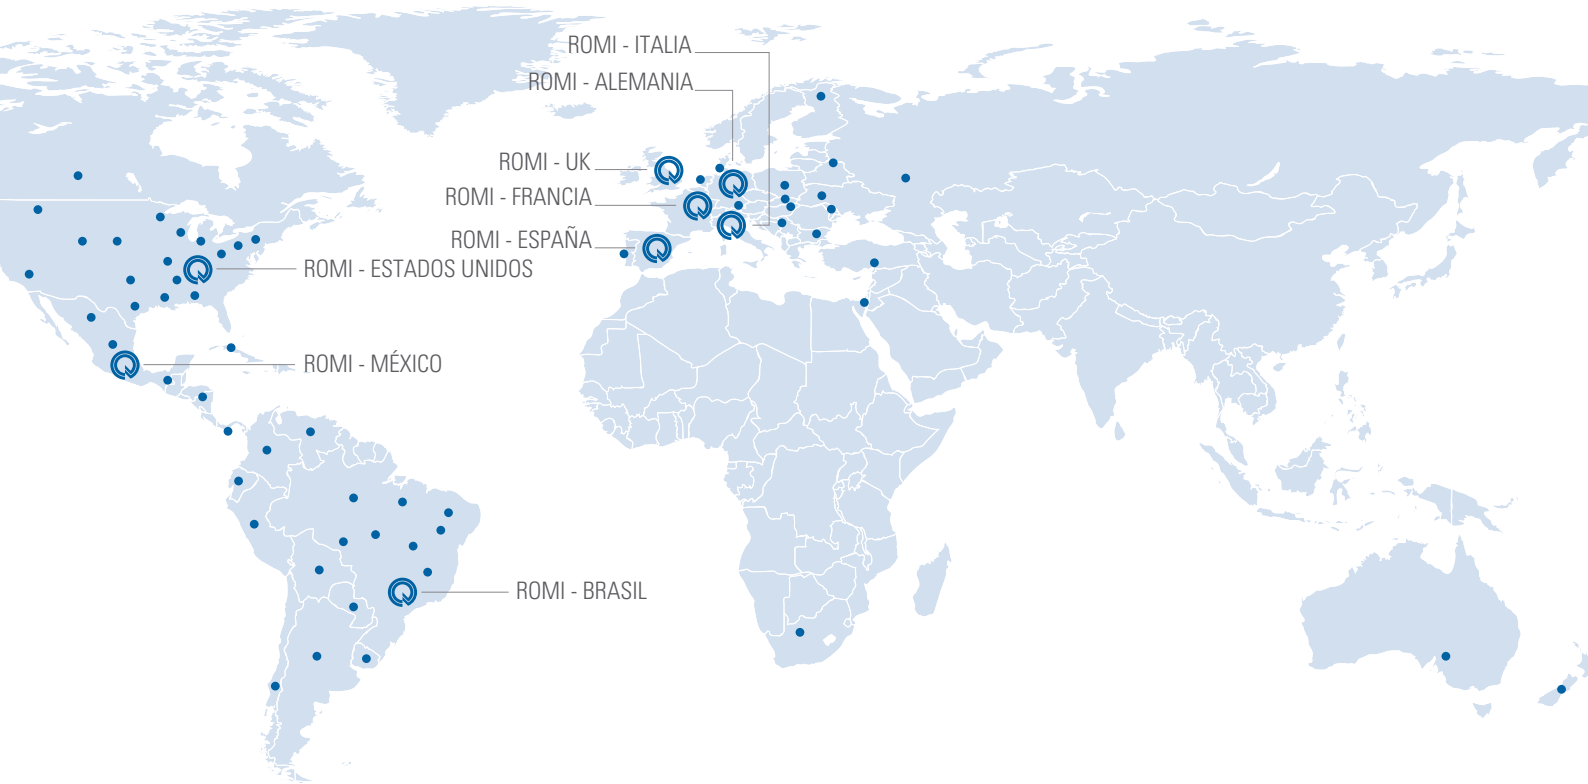 ROMI - ITALIA
ROMI - ALEMANIA
ROMI - UK
ROMI - FRANCIA
ROMI - ESPAÑA
ROMI - ESTADOS UNIDOS
ROMI - MÉXICO
ROMI - BRASIL